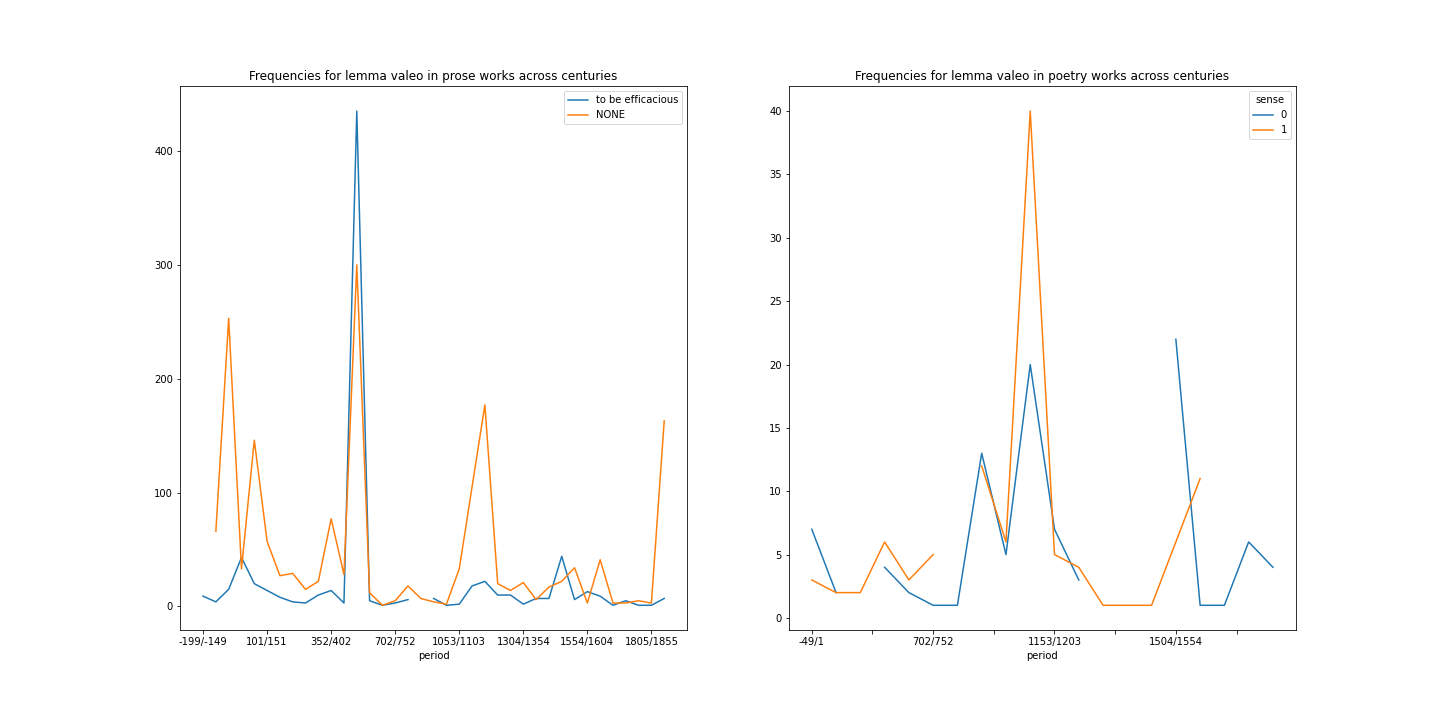 Frequencies for lemma valeo in prose works across centuries
to be efficacious
NONE
400
300
200
100
0
-199/-149 101/151 352/402 702/752 1053/1103 1304/1354 1554/1604 1805/1855
period
Frequencies for lemma valeo in poetry works across centuries
sense
0
1
40
35
30
25
20
15
10
5
0
-49/1 702/752 1153/1203 1504/1554
period